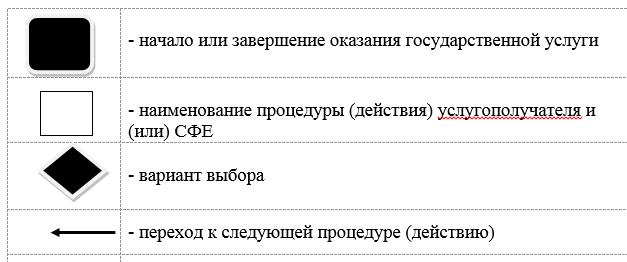 - начало или завершение оказания государственной услуги
- наименование процедуры (действия) услугополучателя и
(или) СФЕ
- вариант выбора
- переход к следующей процедуре (действию)